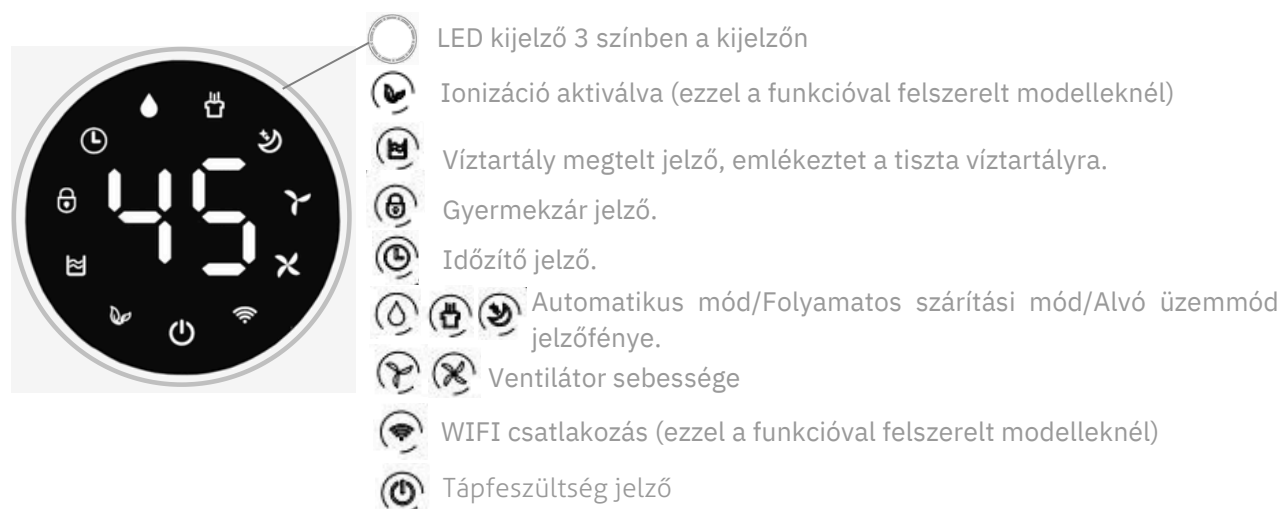 LED kijelző 3 színben a kijelzőn
Ionizáció aktiválva (ezzel a funkcióval felszerelt modelleknél)
Víztartály megtelt jelző, emlékeztet a tiszta víztartályra.
Gyermekzár jelző.
Időzítő jelző.
Automatikus mód/Folyamatos szárítási mód/Alvó üzemmód
jelzőfénye.
Ventilátor sebessége
WIFI csatlakozás (ezzel a funkcióval felszerelt modelleknél)
Tápfeszültség jelző
45